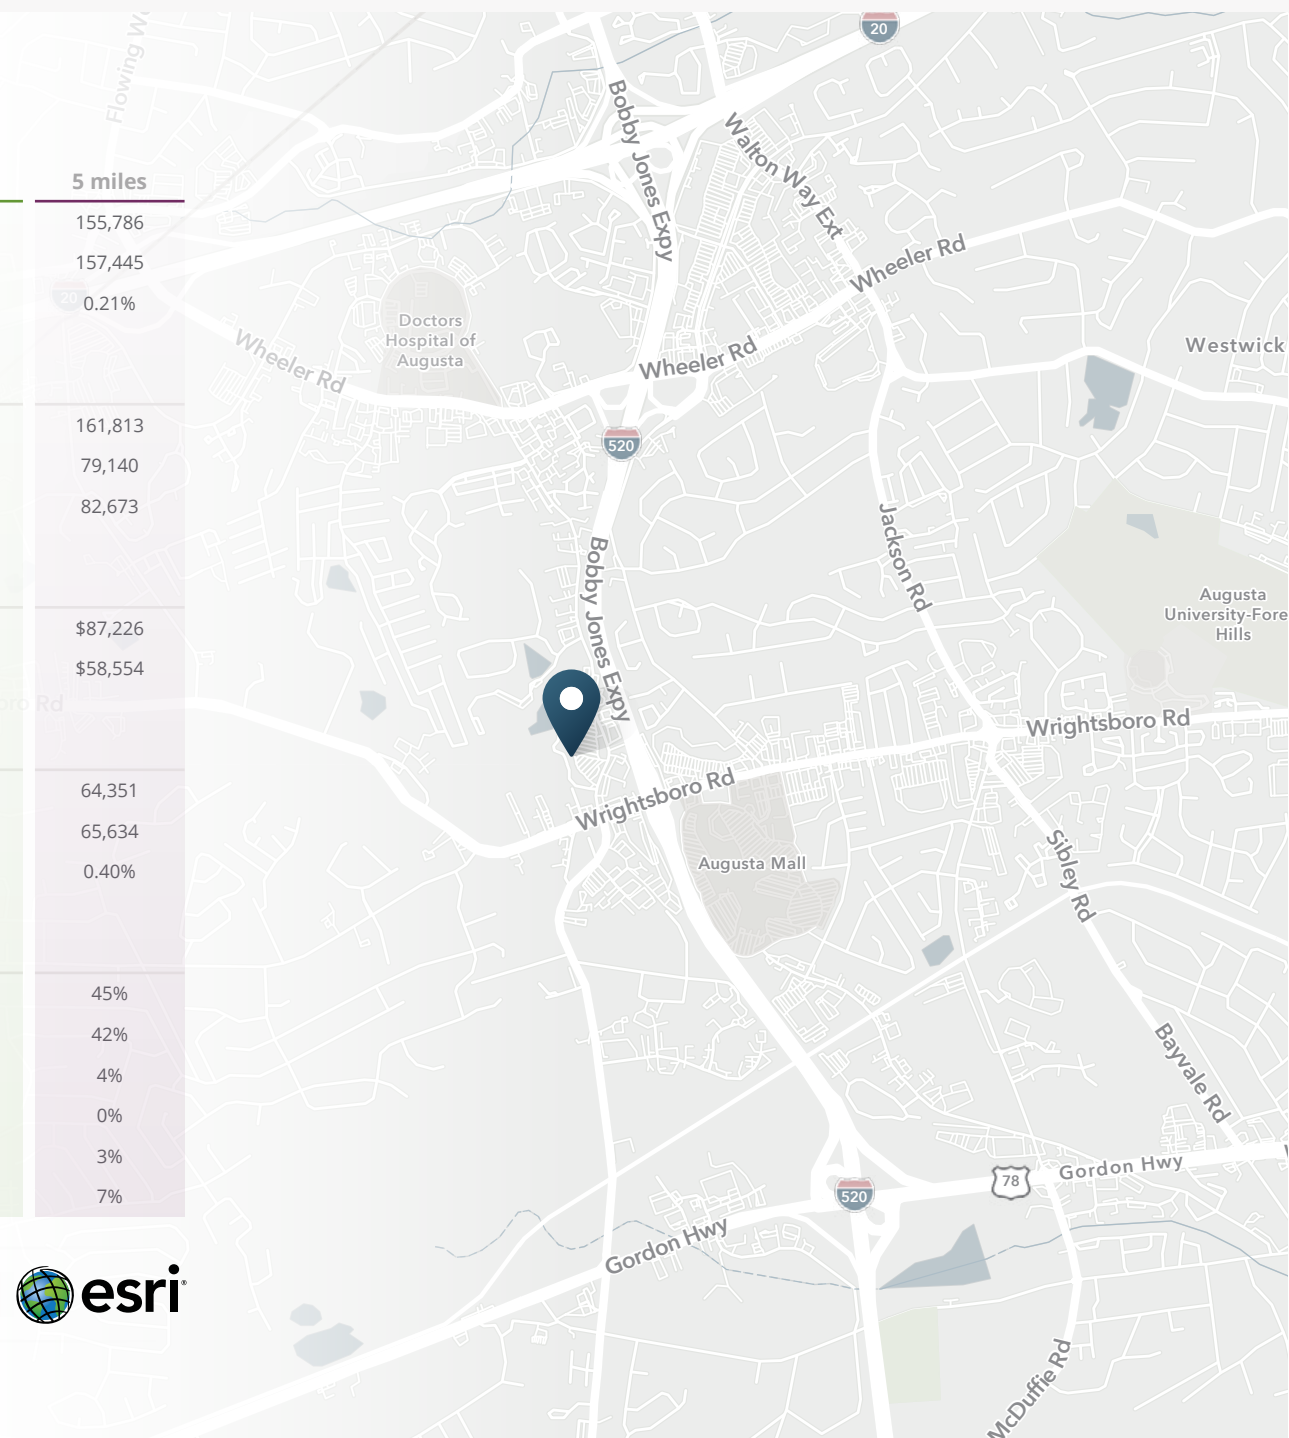 Flowing W
20
Bobby Jones Expy
Walton Way Ext
5 miles
155,786
157,445
20
0.21%
Wheeler Rd
Doctors
Hospital of
Augusta
Wheeler Rd
Wheeler Rd
Westwick
161,813
79,140
82,673
520
Jackson Rd
Bobby Jones Expy
Augusta
University-Fore
Hills
$87,226
$58,554
oro Rd
Wrightsboro Rd
Wrightsboro Rd
64,351
65,634
0.40%
Augusta Mall
Sibley Rd
45%
42%
4%
0%
3%
7%
Bayvale Rd
Gordon Hwy
78
520
Gordon Hwy
esri
McDuffie Rd